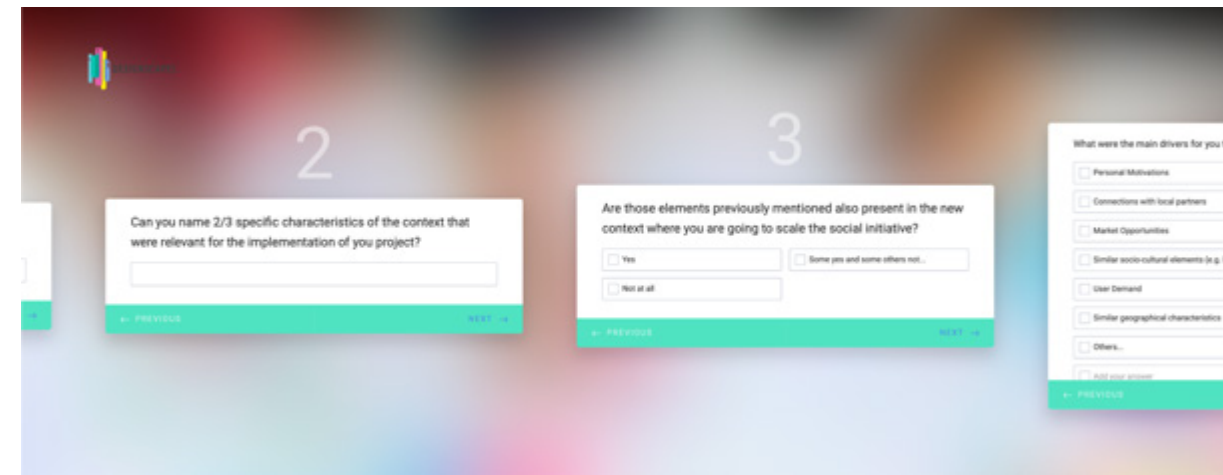 2
Can you name 2/3 specific characteristics of the context that
were relevant for the implementation of you project?
← PREVIOUS
NEXT →
3
Are those elements previously mentioned also present in the new
context where you are going to scale the social initiative?
Yes
Some yes and some others not...
Not at all
← PREVIOUS
NEXT →
What were the main drivers for you
Personal Motivations
Connections with local partners
Market Opportunities
Similar socio-cultural elements (e.g.
User Demand
Similar geographical characteristics
Others...
Add your answer
← PREVIOUS